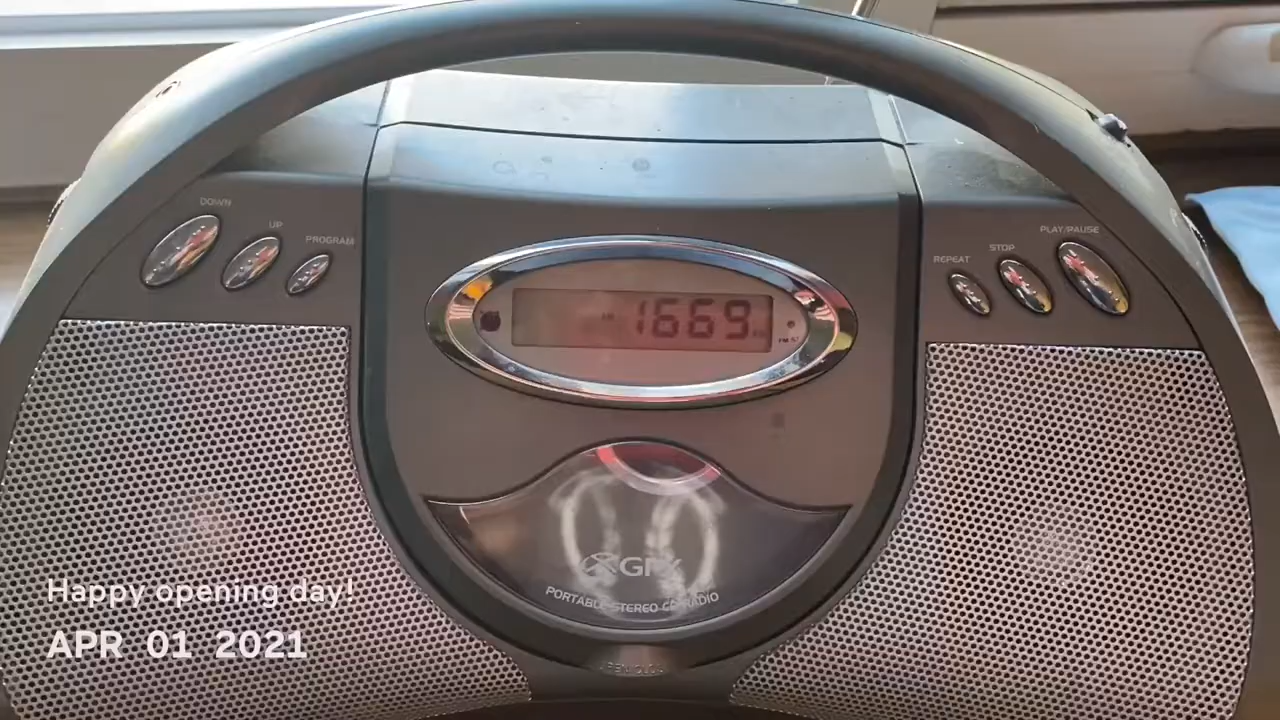 DOWN
UP
PROGRAM
REPEAT
STOP
PLAY/PAUSE
1669
GPX
PORTABLE STEREO CD RADIO
Happy opening day!
APR 01 2021